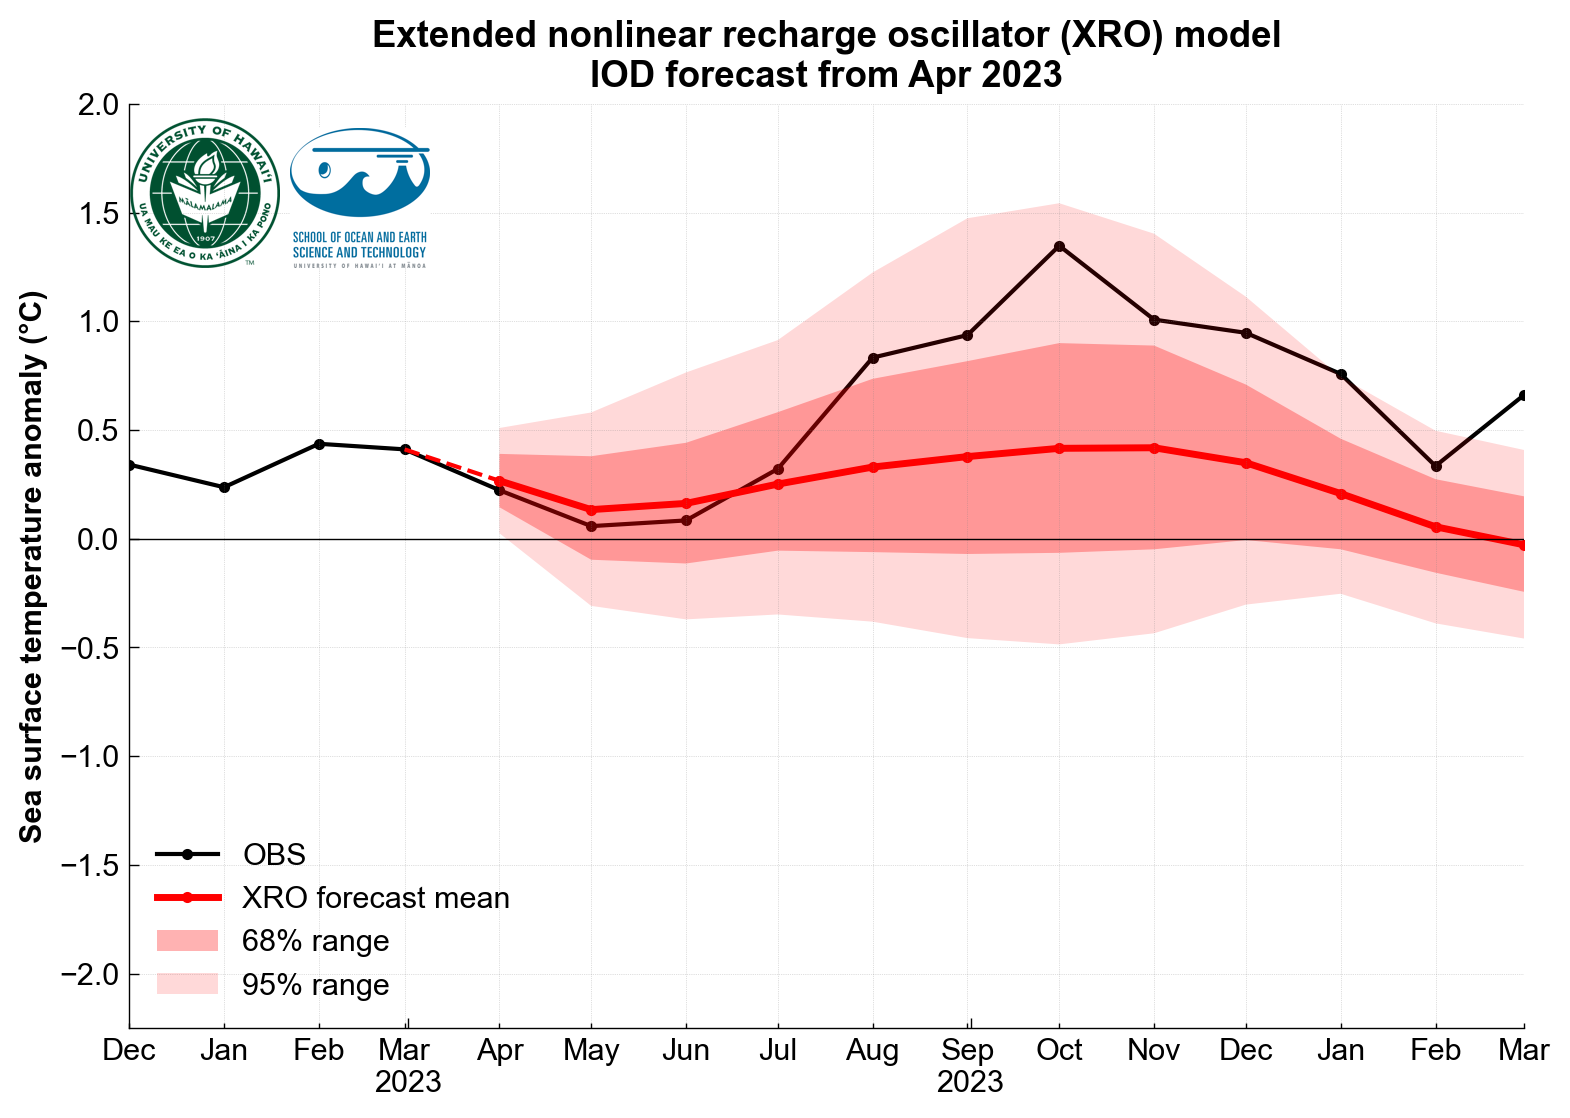 Extended nonlinear recharge oscillator (XRO) model
IOD forecast from Apr 2023
Sea surface temperature anomaly (°C)
2.0
1.5
1.0
0.5
0.0
−0.5
−1.0
−1.5
−2.0
UNIVERSITY OF HAWAIʻI
MĀLAMALAMA
1907
UA MAU KE EA O KA ʻĀINA I KA PONO
TM
SCHOOL OF OCEAN AND EARTH
SCIENCE AND TECHNOLOGY
UNIVERSITY OF HAWAIʻI AT MĀNOA
OBS
XRO forecast mean
68% range
95% range
Dec Jan Feb Mar Apr May Jun Jul Aug Sep Oct Nov Dec Jan Feb Mar
2023 2023